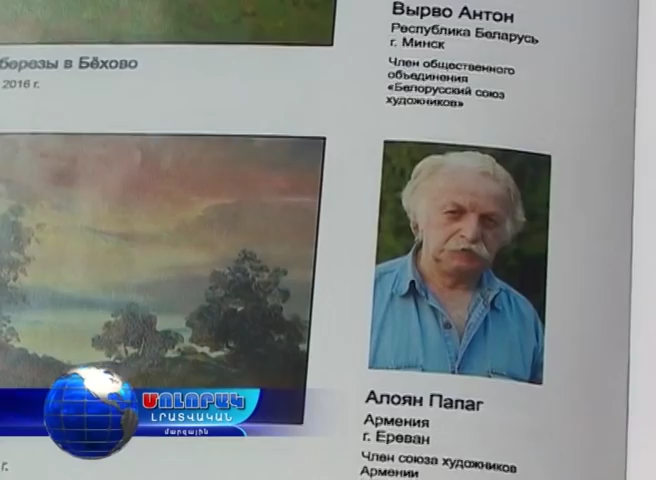 Вырво Антон
Республика Беларусь
г. Минск
Член общественного
объединения
«Белорусский союз
художников»
березы в Бёхово
2016 г.
Алоян Папаг
Армения
г. Ереван
Член союза художников
Армении
г.
ՄՈԼՈՐԱԿ
ԼՐԱՏՎԱԿԱՆ
մարզային